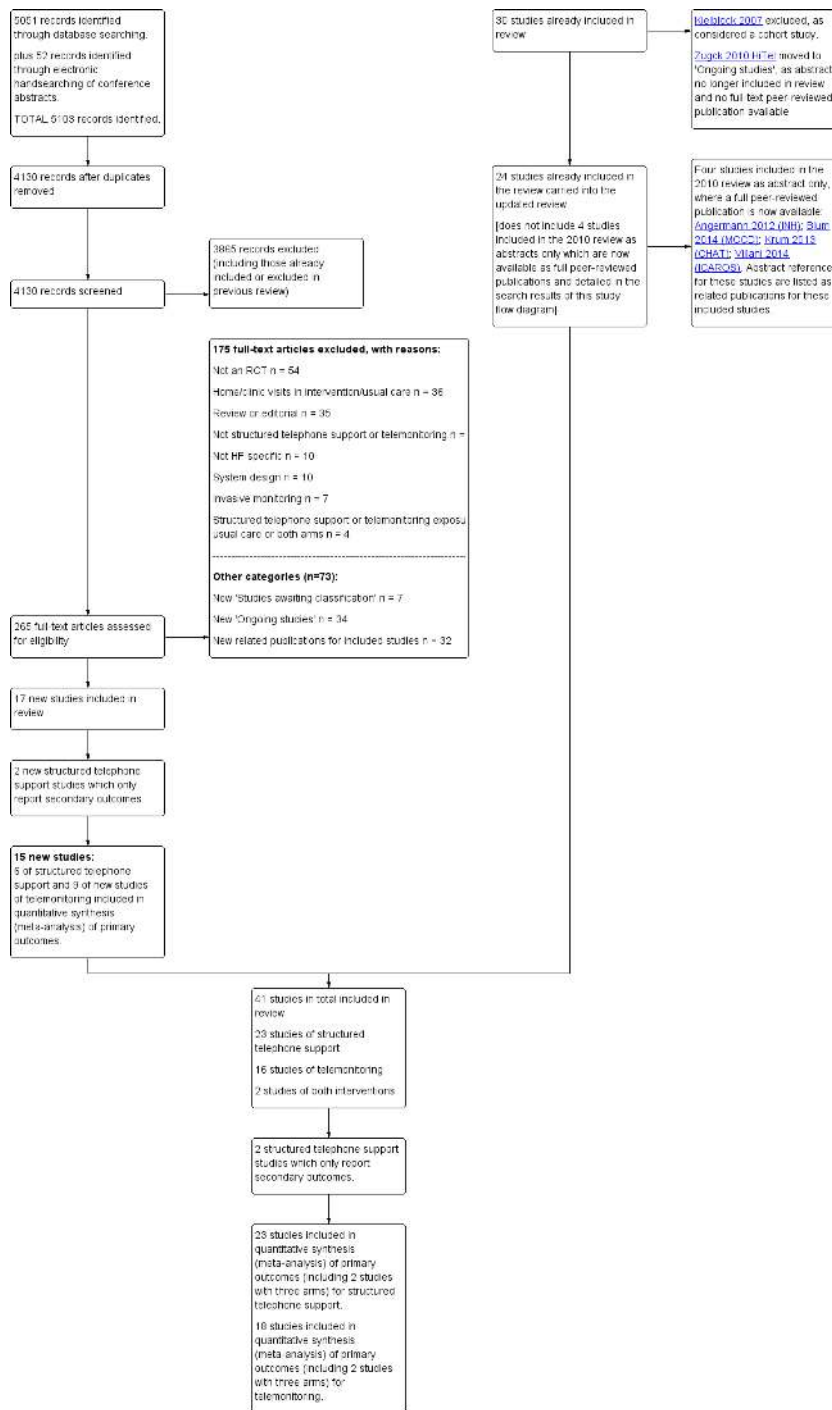 5051 records identified
through database searching.
plus 52 records identified
through electronic
handsearching of conference
abstracts.
TOTAL 5103 records identified.
4130 records after duplicates
removed
4130 records screened
3865 records excluded
(including those already
included or excluded in
previous review)
175 full-text articles excluded, with reasons:
Not an RCT n = 54
Home/clinic visits in intervention/usual care n = 36
Review or editorial n = 35
Not structured telephone support or telemonitoring n =
Not HF specific n = 10
System design n = 10
Invasive monitoring n = 7
Structured telephone support or telemonitoring exposu
usual care or both arms n = 4
Other categories (n=73):
New 'Studies awaiting classification' n = 7
New 'Ongoing studies' n = 34
New related publications for included studies n = 32
265 full-text articles assessed
for eligibility
17 new studies included in
review
2 new structured telephone
support studies which only
report secondary outcomes
15 new studies:
6 of structured telephone
support and 9 of new studies
of telemonitoring included in
quantitative synthesis
(meta-analysis) of primary
outcomes.
30 studies already included in
review
Kielblock 2007 excluded, as
considered a cohort study.
Zugck 2010 HiTel moved to
'Ongoing studies', as abstract
no longer included in review
and no full-text peer-reviewed
publication available
24 studies already included in
the review carried into the
updated review
[does not include 4 studies
included in the 2010 review as
abstracts only which are now
available as full peer-reviewed
publications and detailed in the
search results of this study
flow diagram]
Four studies included in the
2010 review as abstract only,
where a full peer-reviewed
publication is now available:
Angermann 2012 (INH); Blum
2014 (MCCD); Krum 2013
(CHAT); Villani 2014
(ICAROS). Abstract reference
for these studies are listed as
related publications for these
included studies
41 studies in total included in
review
23 studies of structured
telephone support
16 studies of telemonitoring
2 studies of both interventions
2 structured telephone support
studies which only report
secondary outcomes.
23 studies included in
quantitative synthesis
(meta-analysis) of primary
outcomes (including 2 studies
with three arms) for structured
telephone support.
18 studies included in
quantitative synthesis
(meta-analysis) of primary
outcomes (including 2 studies
with three arms) for
telemonitoring.